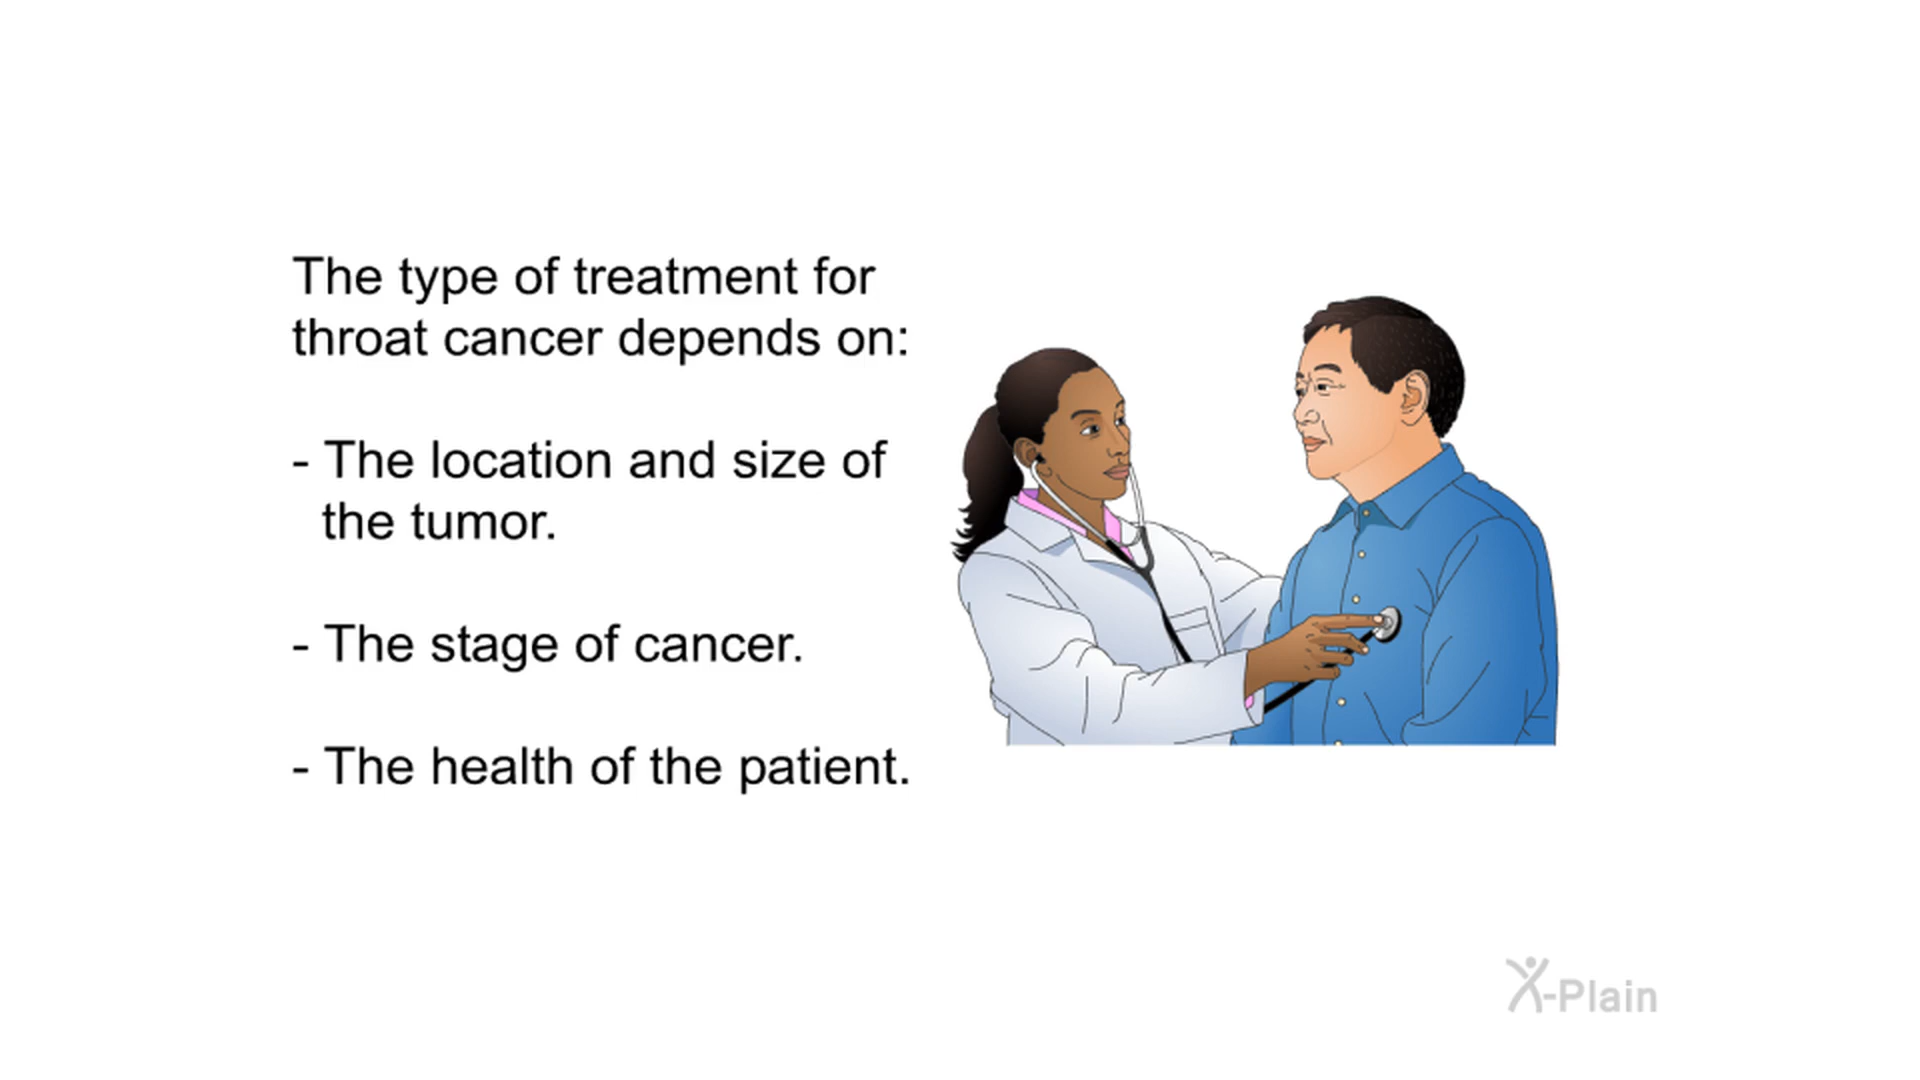 The type of treatment for
throat cancer depends on:
- The location and size of
the tumor.
- The stage of cancer.
- The health of the patient.
X-Plain